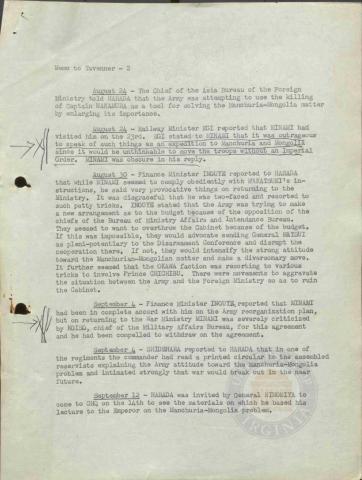 Memo to Tavenner - 2
August 24 - The Chief of the Asia Bureau of the Foreign
Ministry told HARADA that the Army was attempting to use the killing
of Captain NAKAMURA as a tool for solving the Manchuria-Mongolia matter
by enlarging its importance.
August 24 - Railway Minister EGI reported that MINAMI had
visited him on the 23rd. EGI stated to MINAMI that it was outrageous
to speak of such things as an expedition to Manchuria and Mongolia
since it would be unthinkable to move the troops without an Imperial
Order. MINAMI was obscure in his reply.
August 30 - Finance Minister INOUYE reported to HARADA
that while MINAMI seemed to comply obediently with WAKATSUKI's in-
structions, he said very provocative things on returning to the
Ministry. It was disgraceful that he was two-faced and resorted to
such petty tricks. INOUYE stated that the Army was trying to make
a new arrangement as to the budget because of the opposition of the
chiefs of the Bureau of Ministry Affairs and Intendance Bureau.
They seemed to want to overthrow the Cabinet because of the budget.
If this was impossible, they would advocate sending General MATSUI
as pleni-potentiary to the Disarmament Conference and disrupt the
cooperation there. If not, they would intensify the strong attitude
toward the Manchurian-Mongolian matter and make a diversionary move.
It further seemed that the OKAWA faction was resorting to various
tricks to involve Prince CHICHIBU. There were movements to aggravate
the situation between the Army and the Foreign Ministry so as to ruin
the Cabinet.
September 4 - Finance Minister INOUYE reported that MINAMI
had been in complete accord with him on the Army reorganization plan,
but on returning to the War Ministry MINAMI was severely criticized
by KOISO, chief of the Military Affairs Bureau, for this agreement
and he had been compelled to withdraw on the agreement.
September 4 - SHIDEHARA reported to HARADA that in one of
the regiments the commander had read a printed circular to the assembled
reservists explaining the Army attitude toward the Manchuria-Mongolia
problem and intimated strongly that war would break out in the near
future.
September 12 - HARADA was invited by General NINOMIYA to
come to GHQ on the 14th to see the materials on which he based his
lecture to the Emperor on the Manchuria-Mongolia problem.